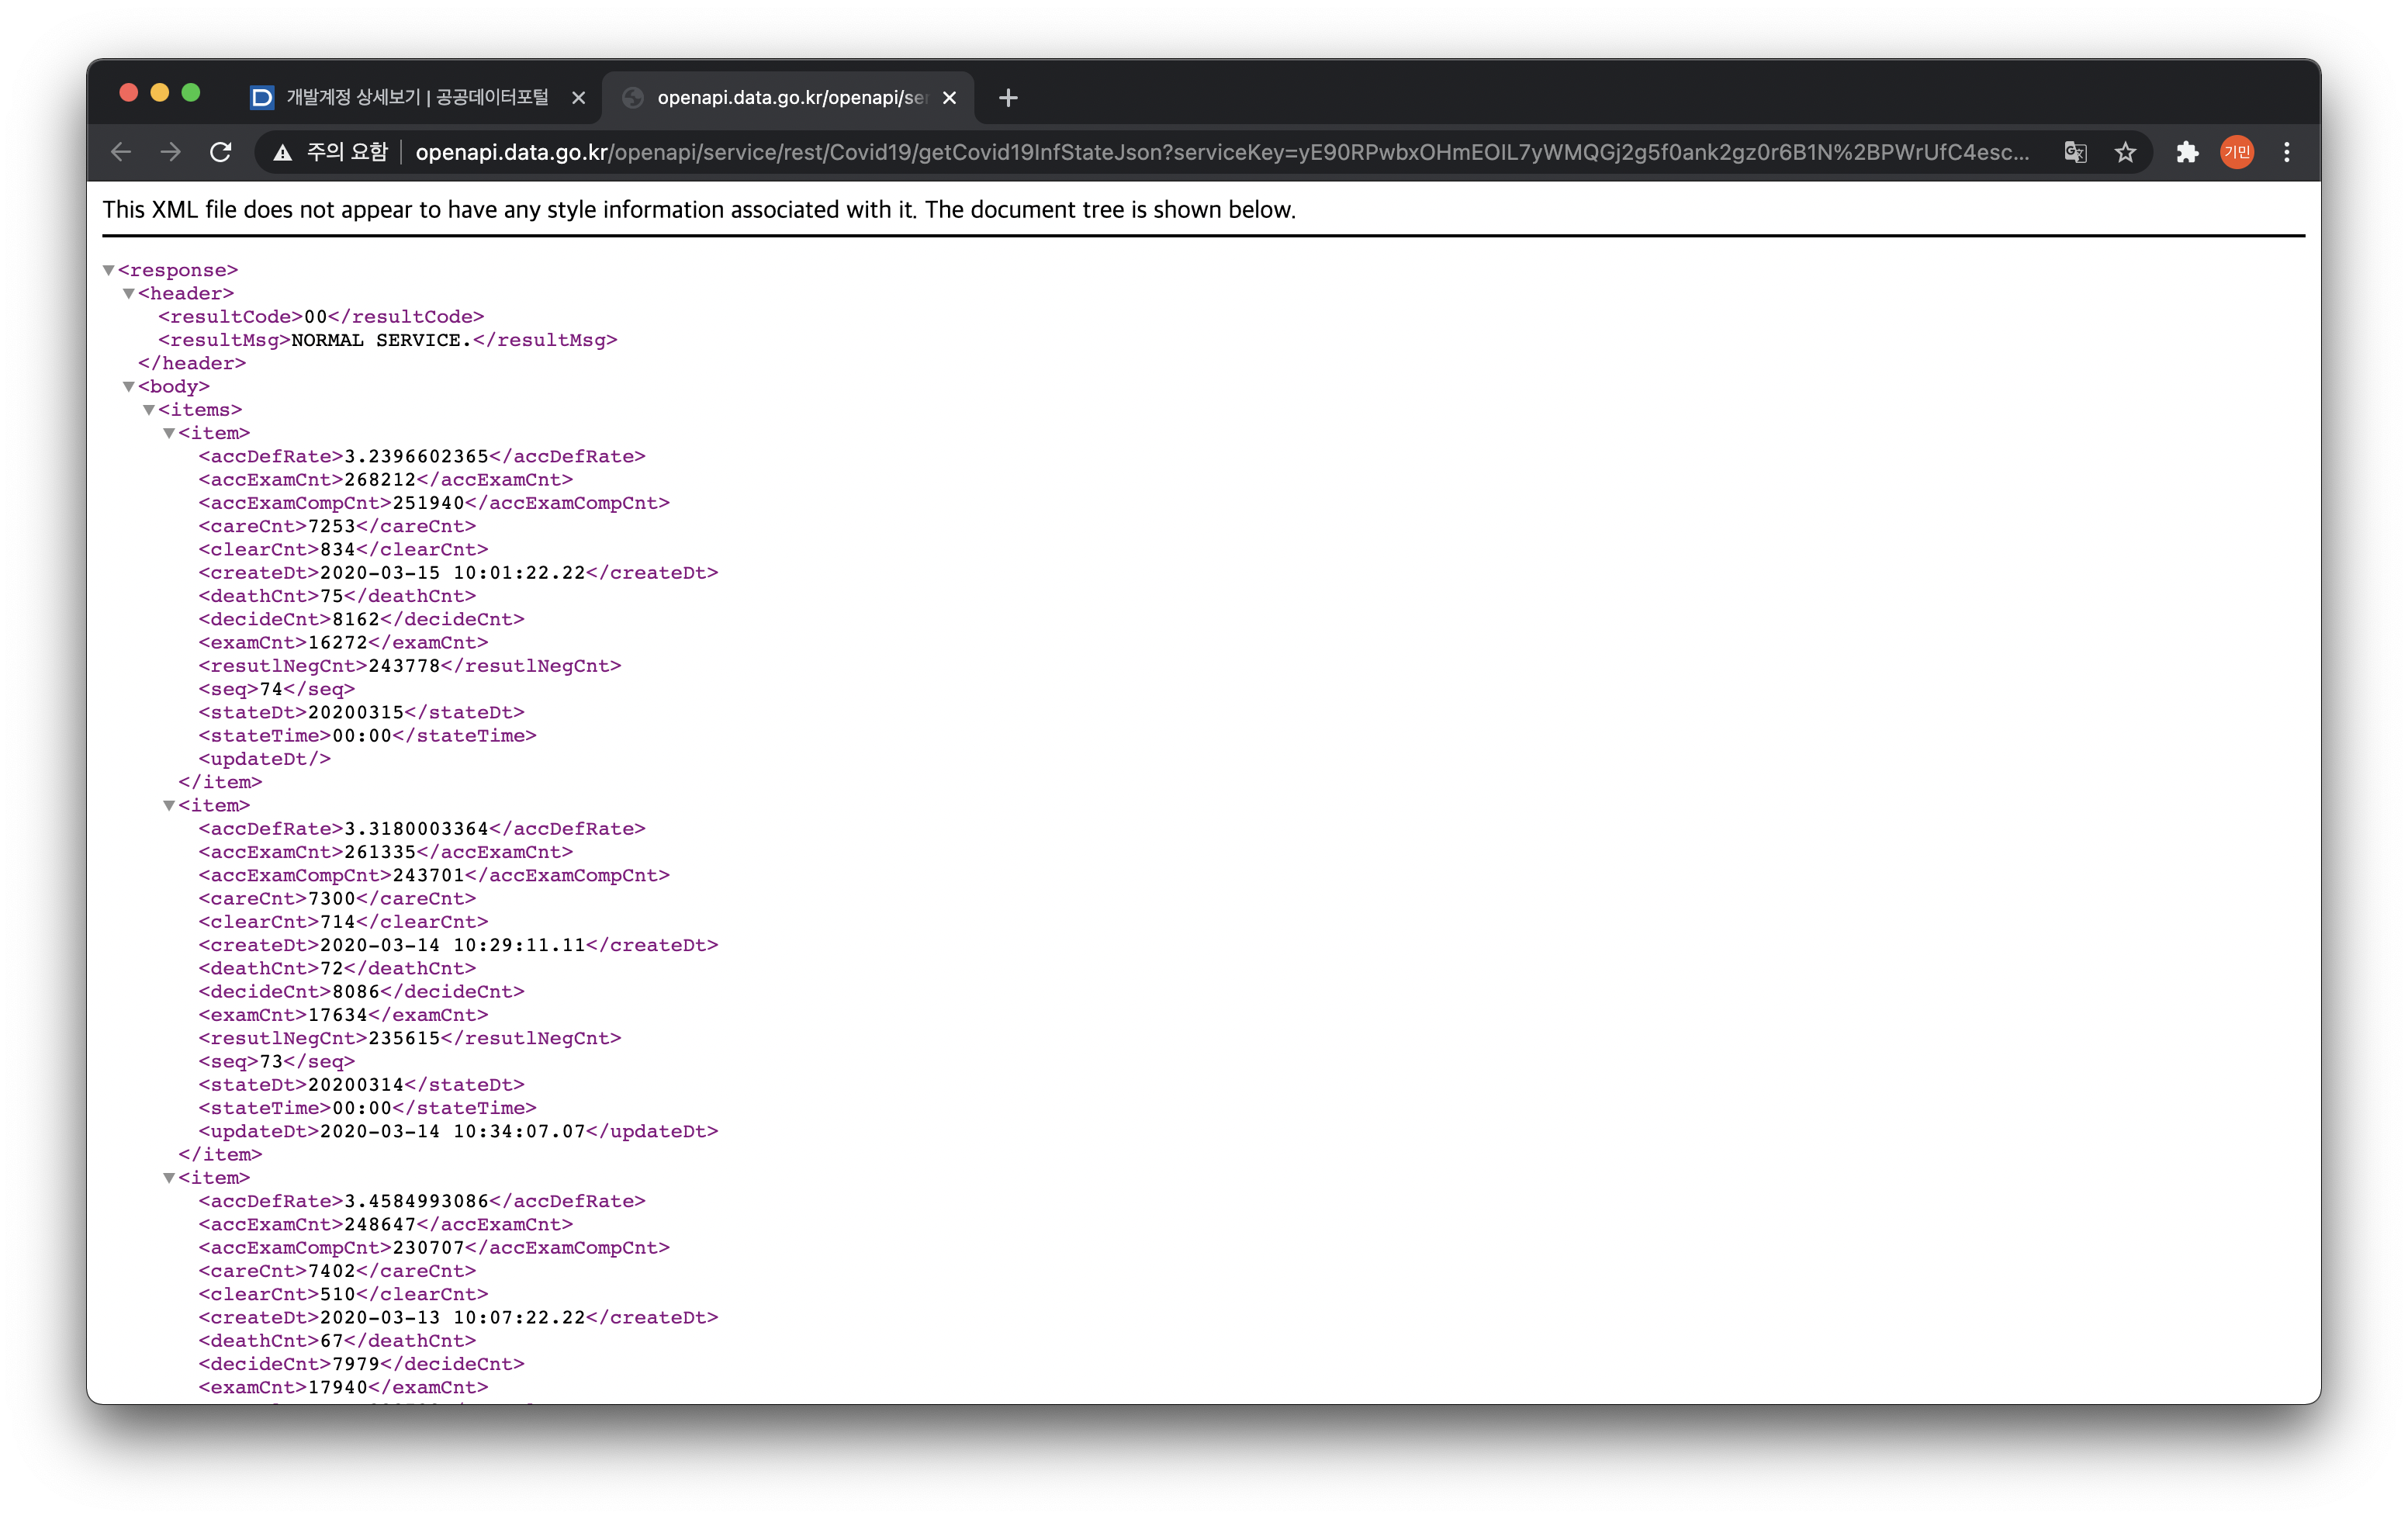 개발계정 상세보기 | 공공데이터포털
openapi.data.go.kr/openapi/ser
주의 요함 openapi.data.go.kr/openapi/service/rest/Covid19/getCovid19InfStateJson?serviceKey=yE90RPwbxOHmEOIL7yWMQGj2g5f0ank2gz0r6B1N%2BPWrUfC4esc... 기민
This XML file does not appear to have any style information associated with it. The document tree is shown below.
<response>
<header>
<resultCode>00</resultCode>
<resultMsg>NORMAL SERVICE.</resultMsg>
</header>
<body>
<items>
<item>
<accDefRate>3.2396602365</accDefRate>
<accExamCnt>268212</accExamCnt>
<accExamCompCnt>251940</accExamCompCnt>
<careCnt>7253</careCnt>
<clearCnt>834</clearCnt>
<createDt>2020-03-15 10:01:22.22</createDt>
<deathCnt>75</deathCnt>
<decideCnt>8162</decideCnt>
<examCnt>16272</examCnt>
<resutlNegCnt>243778</resutlNegCnt>
<seq>74</seq>
<stateDt>20200315</stateDt>
<stateTime>00:00</stateTime>
<updateDt/>
</item>
<item>
<accDefRate>3.3180003364</accDefRate>
<accExamCnt>261335</accExamCnt>
<accExamCompCnt>243701</accExamCompCnt>
<careCnt>7300</careCnt>
<clearCnt>714</clearCnt>
<createDt>2020-03-14 10:29:11.11</createDt>
<deathCnt>72</deathCnt>
<decideCnt>8086</decideCnt>
<examCnt>17634</examCnt>
<resutlNegCnt>235615</resutlNegCnt>
<seq>73</seq>
<stateDt>20200314</stateDt>
<stateTime>00:00</stateTime>
<updateDt>2020-03-14 10:34:07.07</updateDt>
</item>
<item>
<accDefRate>3.4584993086</accDefRate>
<accExamCnt>248647</accExamCnt>
<accExamCompCnt>230707</accExamCompCnt>
<careCnt>7402</careCnt>
<clearCnt>510</clearCnt>
<createDt>2020-03-13 10:07:22.22</createDt>
<deathCnt>67</deathCnt>
<decideCnt>7979</decideCnt>
<examCnt>17940</examCnt>